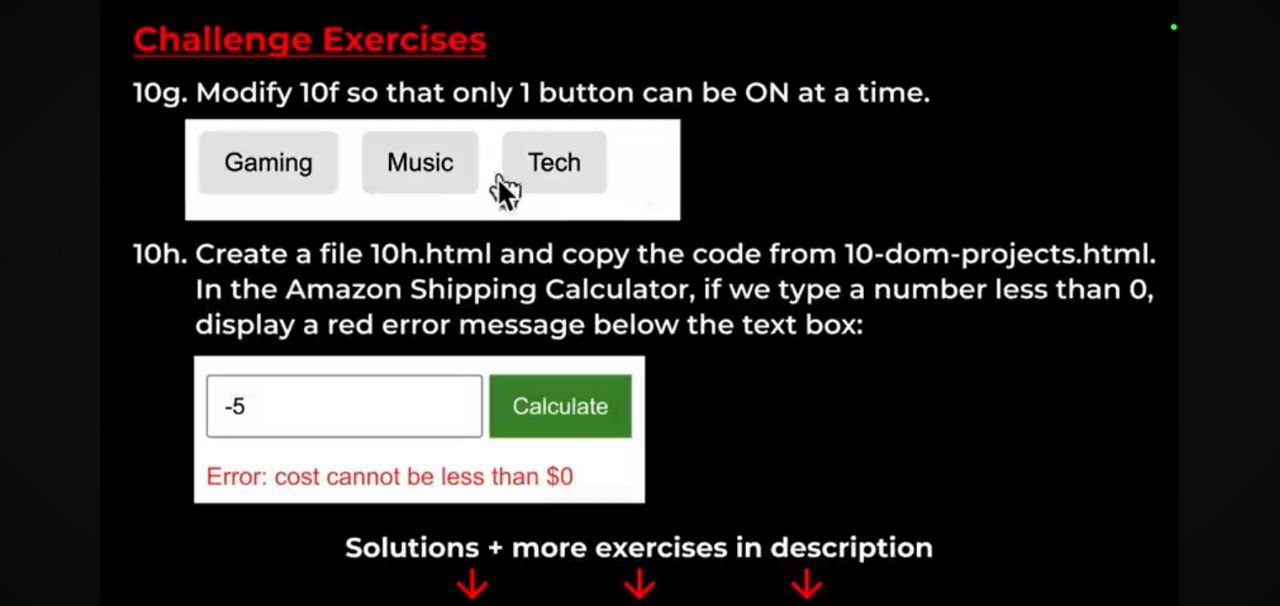 Challenge Exercises
10g. Modify 10f so that only 1 button can be ON at a time.
Gaming Music Tech
10h. Create a file 10h.html and copy the code from 10-dom-projects.html.
In the Amazon Shipping Calculator, if we type a number less than 0,
display a red error message below the text box:
-5 Calculate
Error: cost cannot be less than $0
Solutions + more exercises in description